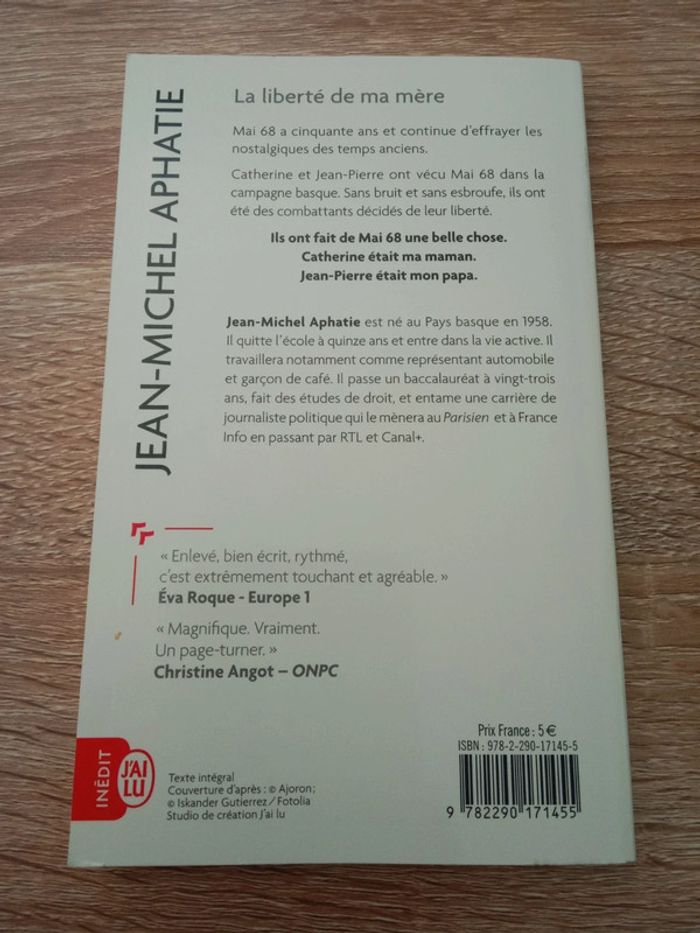 JEAN-MICHEL APHATIE
La liberté de ma mère
Mai 68 a cinquante ans et continue d'effrayer les
nostalgiques des temps anciens.
Catherine et Jean-Pierre ont vécu Mai 68 dans la
campagne basque. Sans bruit et sans esbroufe, ils ont
été des combattants décidés de leur liberté.
Ils ont fait de Mai 68 une belle chose.
Catherine était ma maman.
Jean-Pierre était mon papa.
Jean-Michel Aphatie est né au Pays basque en 1958.
Il quitte l'école à quinze ans et entre dans la vie active. Il
travaillera notamment comme représentant automobile
et garçon de café. Il passe un baccalauréat à vingt-trois
ans, fait des études de droit, et entame une carrière de
journaliste politique qui le mènera au Parisien et à France
Info en passant par RTL et Canal+.
« Enlevé, bien écrit, rythmé,
c'est extrêmement touchant et agréable. »
Éva Roque - Europe 1
« Magnifique. Vraiment.
Un page-turner. »
Christine Angot – ONPC
INÉDIT
J'AI
LU
Texte intégral
Couverture d'après : © Ajoron ;
© Iskander Gutierrez / Fotolia
Studio de création J'ai lu
Prix France : 5 €
ISBN : 978-2-290-17145-5
9 782290 171455